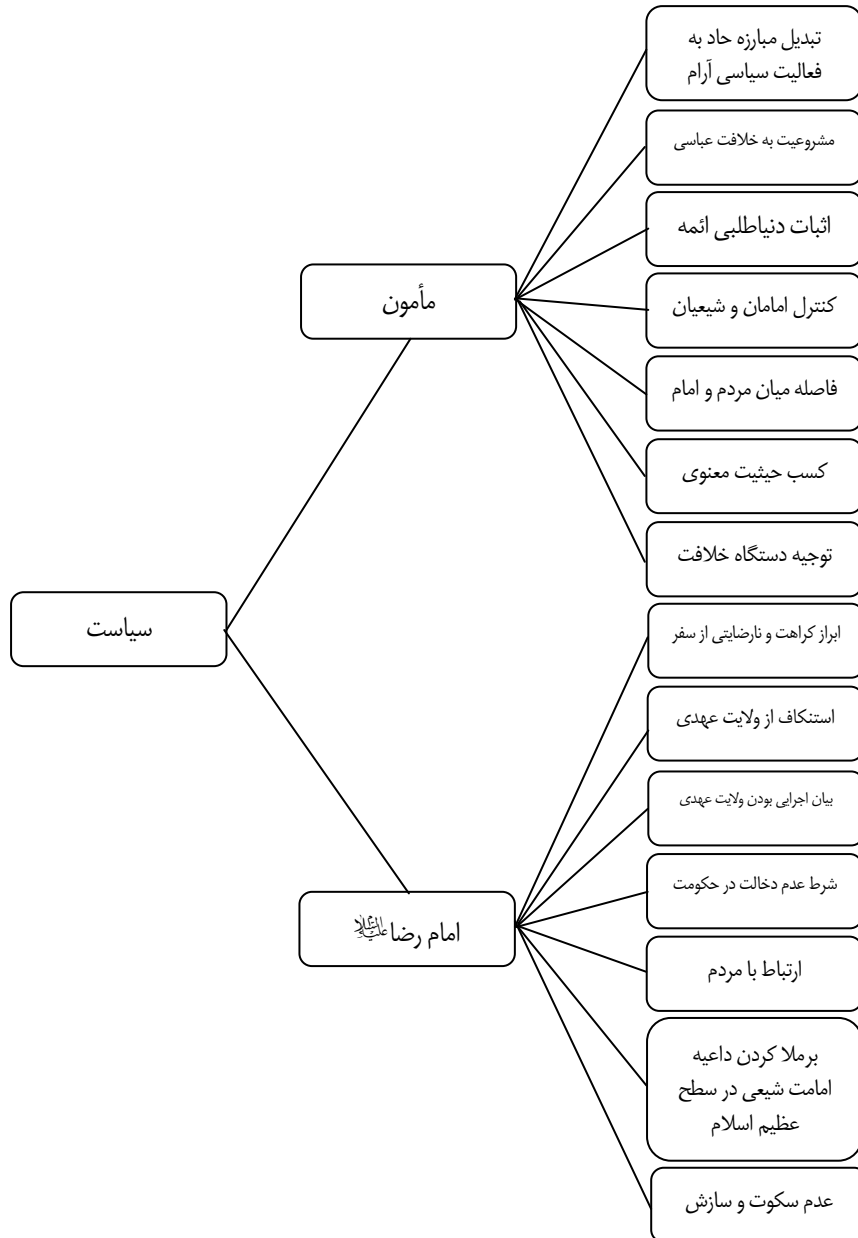 تبدیل مبارزه حاد به
فعالیت سیاسی آرام
مشروعیت به خلافت عباسی
اثبات دنیاطلبی ائمه
مأمون
کنترل امامان و شیعیان
فاصله میان مردم و امام
کسب حیثیت معنوی
توجیه دستگاه خلافت
سیاست
ابراز کراهت و نارضایتی از سفر
استنکاف از ولایت عهدی
بیان اجرایی بودن ولایت عهدی
شرط عدم دخالت در حکومت
امام رضا علیه‌السلام
ارتباط با مردم
برملا کردن داعیه
امامت شیعی در سطح
عظیم اسلام
عدم سکوت و سازش